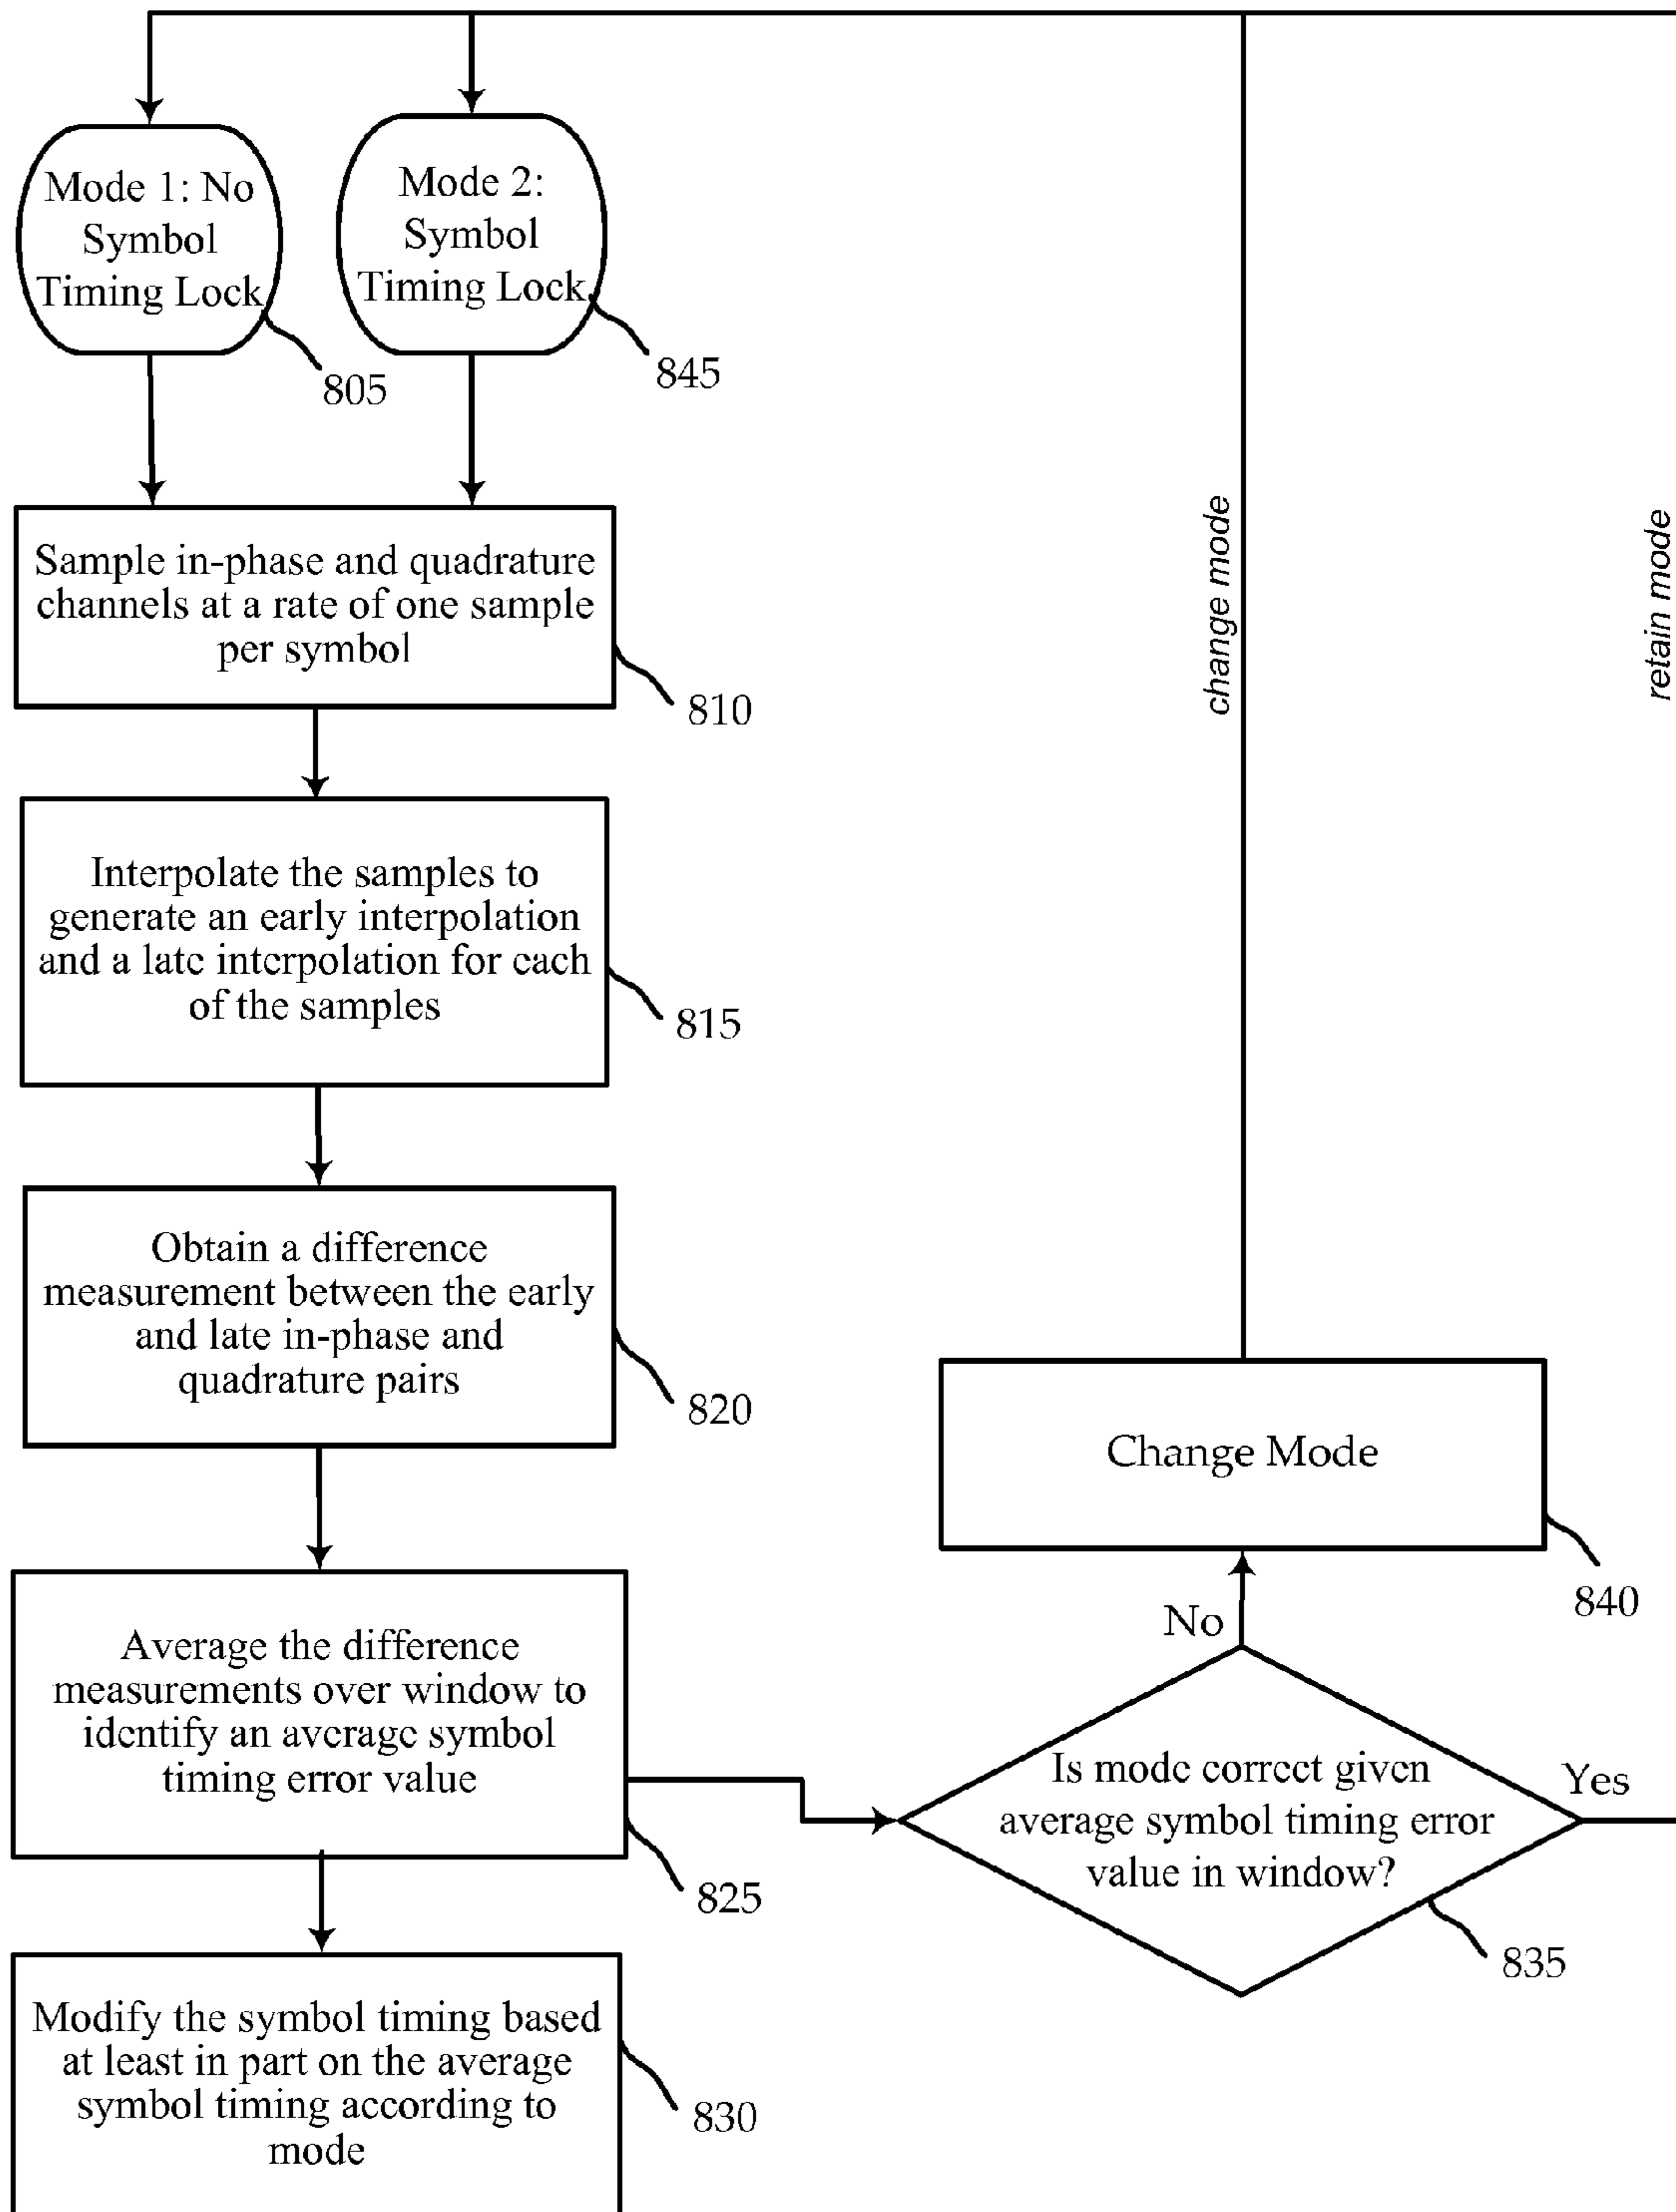 Mode 1: No
Symbol
Timing Lock
805
Mode 2:
Symbol
Timing Lock
845
Sample in-phase and quadrature
channels at a rate of one sample
per symbol
810
change mode
retain mode
Interpolate the samples to
generate an early interpolation
and a late interpolation for each
of the samples
815
Obtain a difference
measurement between the early
and late in-phase and
quadrature pairs
820
Change Mode
840
No
Average the difference
measurements over window to
identify an average symbol
timing error value
825
Is mode correct given
average symbol timing error
value in window?
Yes
835
Modify the symbol timing based
at least in part on the average
symbol timing according to
mode
830